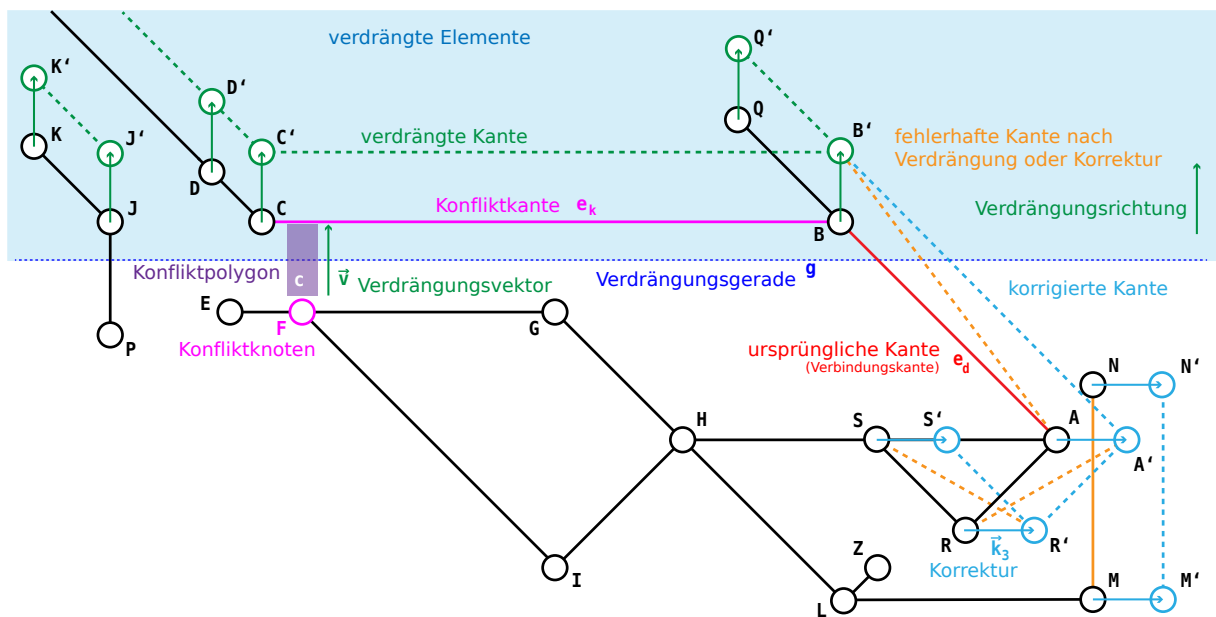 verdrängte Elemente
Q‘
K‘
D‘
Q
K
J‘
C‘
verdrängte Kante
B‘
fehlerhafte Kante nach
Verdrängung oder Korrektur
D
J
C
Konfliktkante e_k
B
Verdrängungsrichtung
Konfliktpolygon
c
v⃗
Verdrängungsvektor
Verdrängungsgerade g
korrigierte Kante
E
F
G
P
Konfliktknoten
ursprüngliche Kante
(Verbindungskante)
e_d
N
N‘
H
S
S‘
A
A‘
R
k⃗_3
R‘
Korrektur
Z
I
L
M
M‘